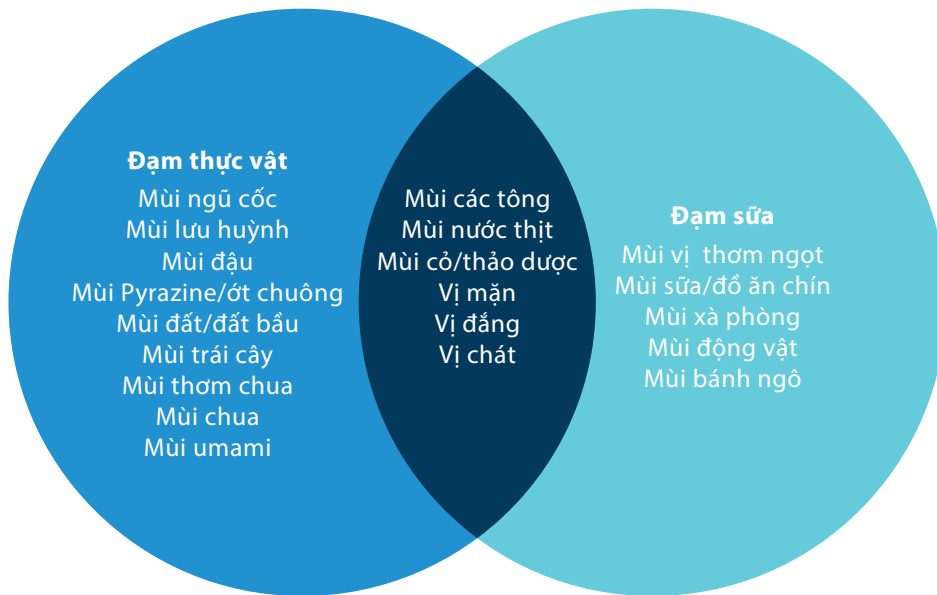 Đạm thực vật
Mùi ngũ cốc
Mùi lưu huỳnh
Mùi đậu
Mùi Pyrazine/ớt chuông
Mùi đất/đất bầu
Mùi trái cây
Mùi thơm chua
Mùi chua
Mùi umami
Mùi các tông
Mùi nước thịt
Mùi cỏ/thảo dược
Vị mặn
Vị đắng
Vị chát
Đạm sữa
Mùi vị thơm ngọt
Mùi sữa/đồ ăn chín
Mùi xà phòng
Mùi động vật
Mùi bánh ngô